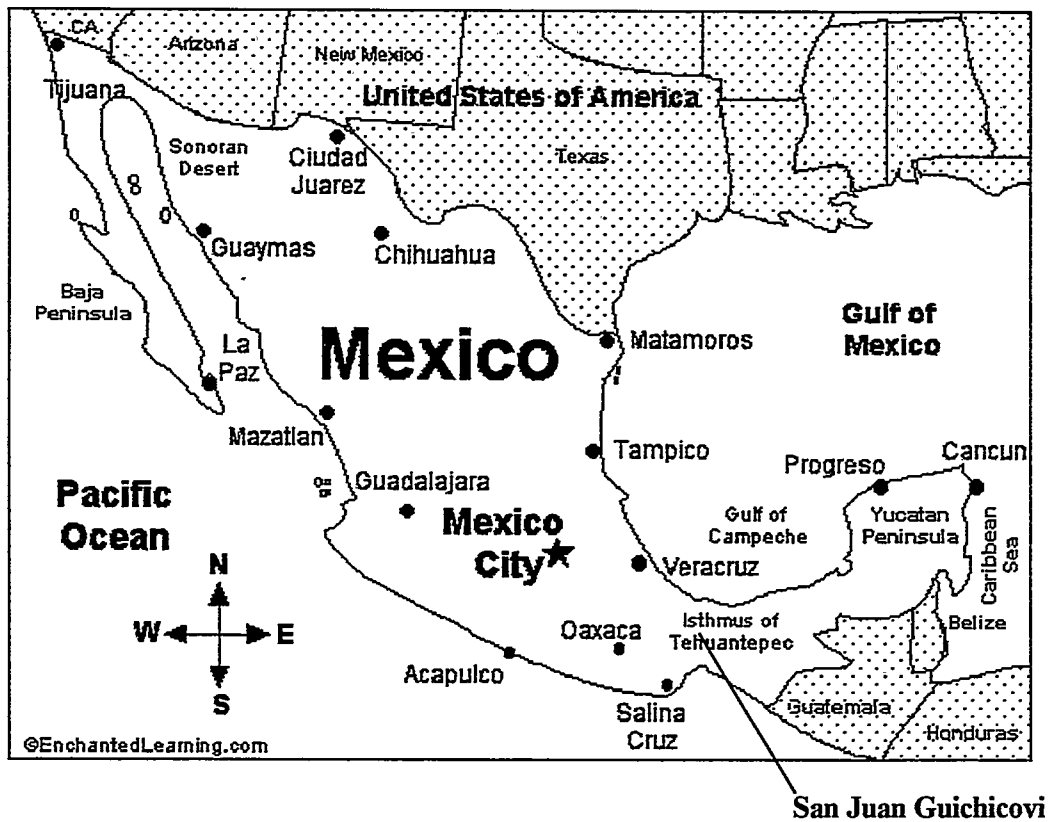 CA
Arizona
New Mexico
Tijuana
United States of America
Sonoran
Desert
Ciudad
Juarez
Texas
Guaymas
Chihuahua
Baja
Peninsula
Gulf of
Mexico
La
Paz
Mexico
Matamoros
Mazatlan
Tampico
Progreso
Cancun
Pacific
Ocean
Guadalajara
Mexico
City
Gulf of
Campeche
Yucatan
Peninsula
Caribbean
Sea
Veracruz
N
W
E
S
Oaxaca
Isthmus of
Tehuantepec
Belize
Acapulco
Salina
Cruz
Guatemala
Honduras
©EnchantedLearning.com
San Juan Guichicovi